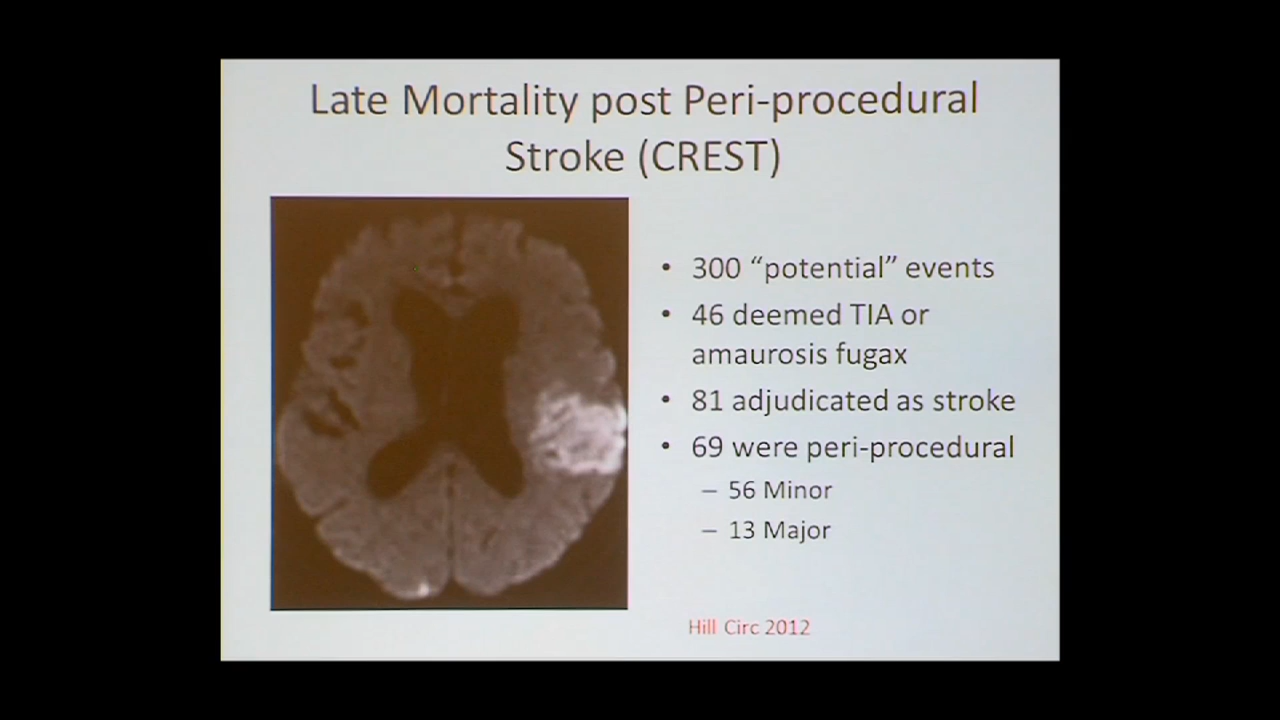 Late Mortality post Peri-procedural
Stroke (CREST)
• 300 “potential” events
• 46 deemed TIA or
amaurosis fugax
• 81 adjudicated as stroke
• 69 were peri-procedural
– 56 Minor
– 13 Major
Hill Circ 2012